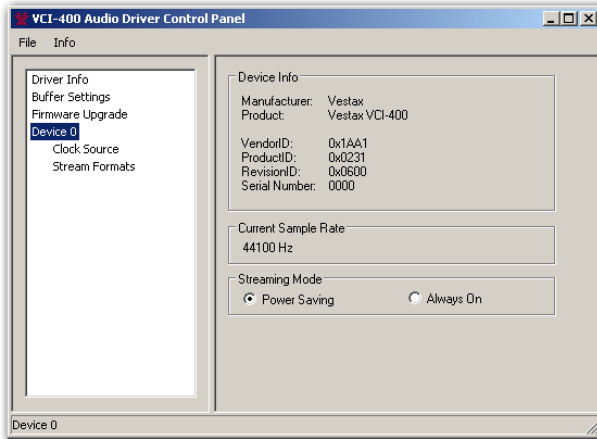 VCI-400 Audio Driver Control Panel
File Info
Driver Info
Buffer Settings
Firmware Upgrade
Device 0
Clock Source
Stream Formats
Device Info
Manufacturer: Vestax
Product: Vestax VCI-400
VendorID: 0x1AA1
ProductID: 0x0231
RevisionID: 0x0600
Serial Number: 0000
Current Sample Rate
44100 Hz
Streaming Mode
Power Saving Always On
Device 0